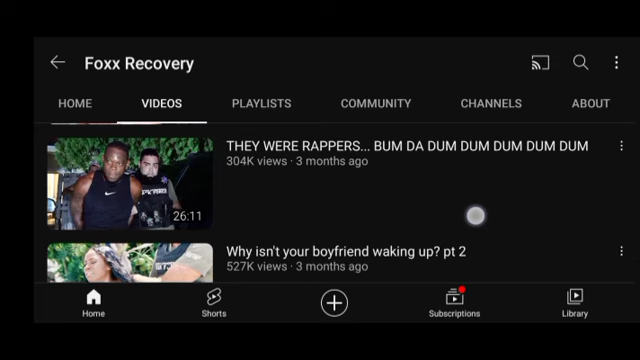 Foxx Recovery
HOME VIDEOS PLAYLISTS COMMUNITY CHANNELS ABOUT
THEY WERE RAPPERS... BUM DA DUM DUM DUM DUM DUM
304K views · 3 months ago
26:11
Why isn't your boyfriend waking up? pt 2
527K views · 3 months ago
Home Shorts Subscriptions Library